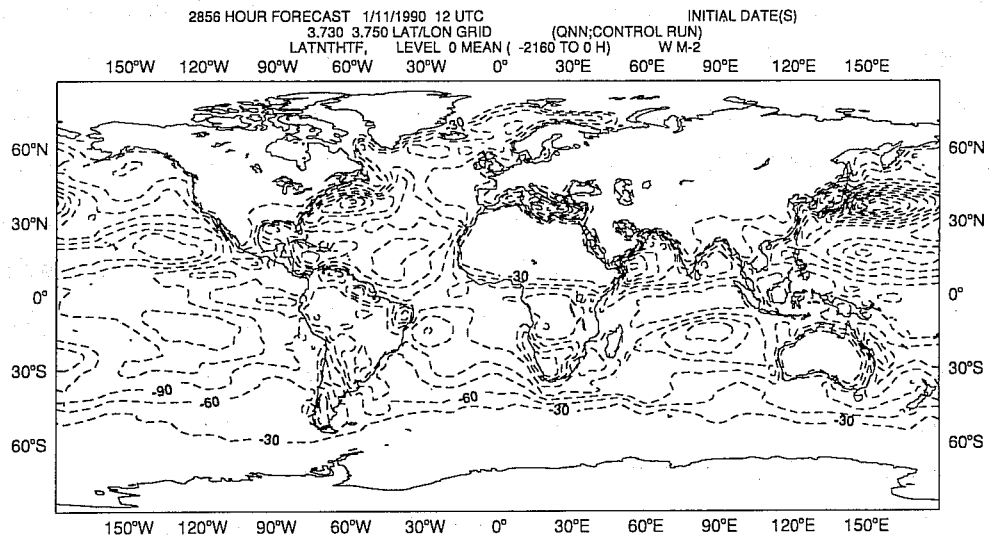 2856 HOUR FORECAST 1/11/1990 12 UTC INITIAL DATE(S)
3.730 3.750 LAT/LON GRID (QNN;CONTROL RUN)
LATNTHTF, LEVEL 0 MEAN ( -2160 TO 0 H) W M-2
150°W 120°W 90°W 60°W 30°W 0° 30°E 60°E 90°E 120°E 150°E
-30
60°N 60°N
30°N 30°N
-30
0° 0°
30°S 30°S
-90 -60 -60 -30 -30
-30
60°S 60°S
150°W 120°W 90°W 60°W 30°W 0° 30°E 60°E 90°E 120°E 150°E